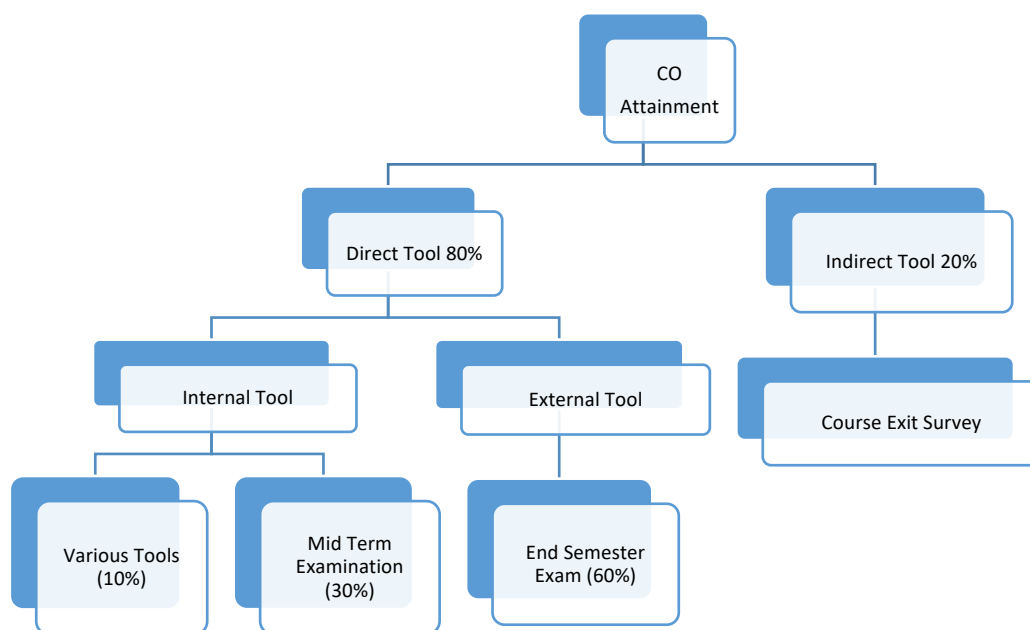 CO
Attainment
Direct Tool 80%
Indirect Tool 20%
Internal Tool
External Tool
Course Exit Survey
Various Tools
(10%)
Mid Term
Examination
(30%)
End Semester
Exam (60%)